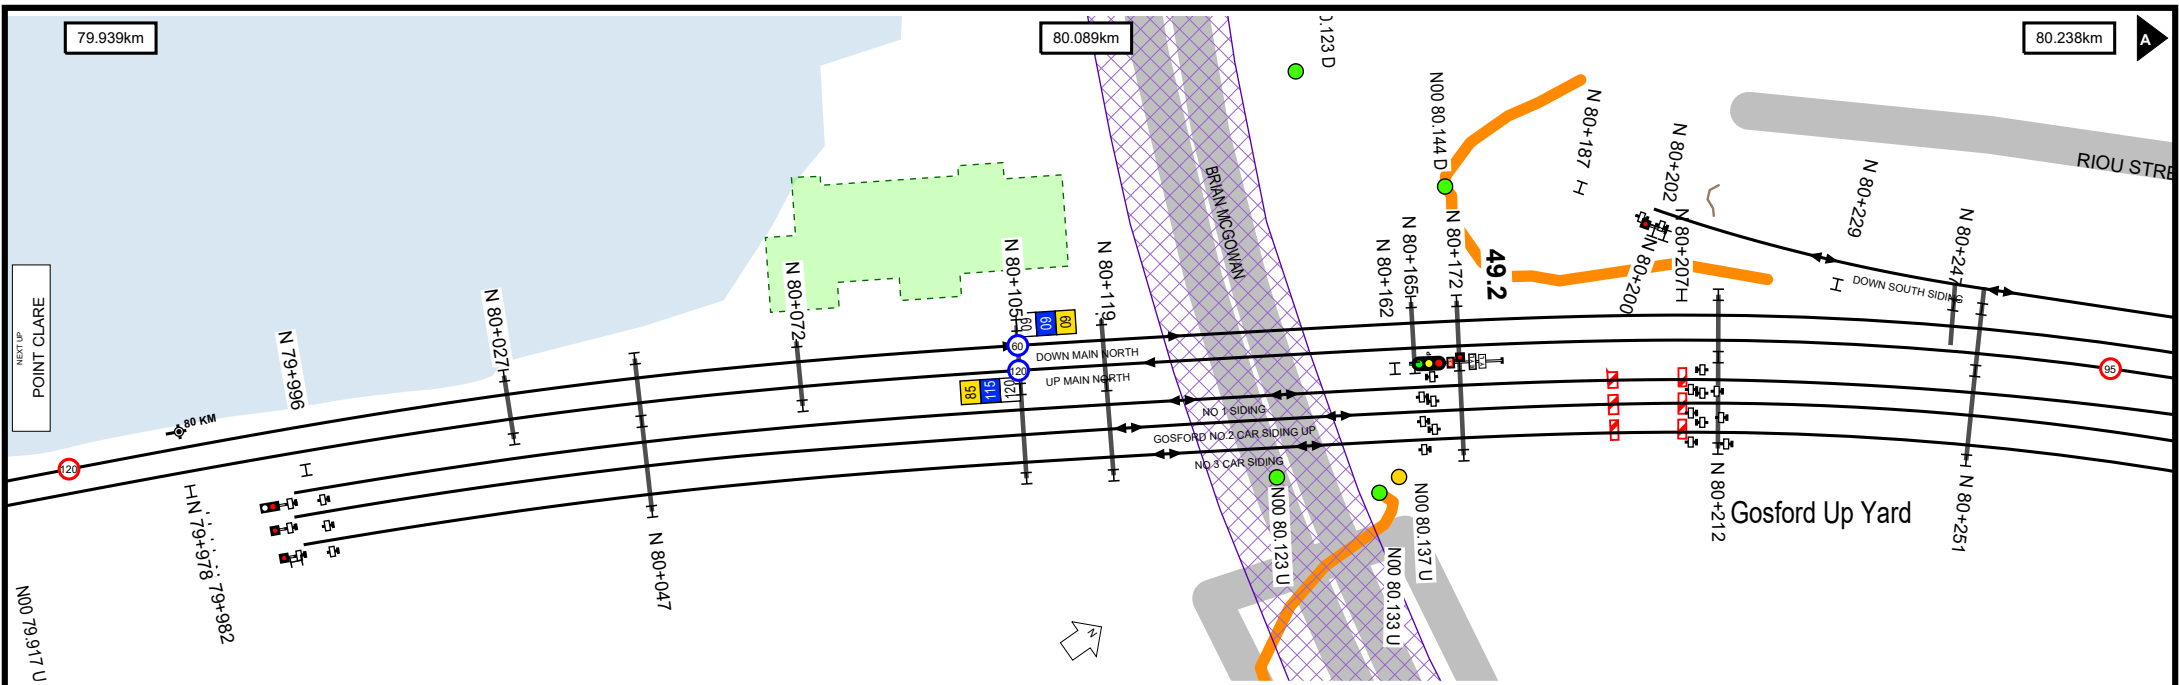 79.939km
80.089km
80.238km
A
NEXT UP
POINT CLARE
80 KM
120
N 79+996
N 79+978
79+982
N00 79.917 U
N 80+027
N 80+047
N 80+072
N 80+105
N 80+119
60
60
60
60
120
85
115
120
DOWN MAIN NORTH
UP MAIN NORTH
NO 1 SIDING
GOSFORD NO.2 CAR SIDING UP
NO 3 CAR SIDING
BRIAN MCGOWAN
.123 D
N00 80.144 D
N00 80.123 U
N00 80.133 U
N00 80.137 U
N 80+162
N 80+165
N 80+172
49.2
N 80+187
N 80+200
N 80+202
N 80+207
N 80+212
N 80+229
N 80+247
N 80+251
DOWN SOUTH SIDING
RIOU STRE
95
Gosford Up Yard
N